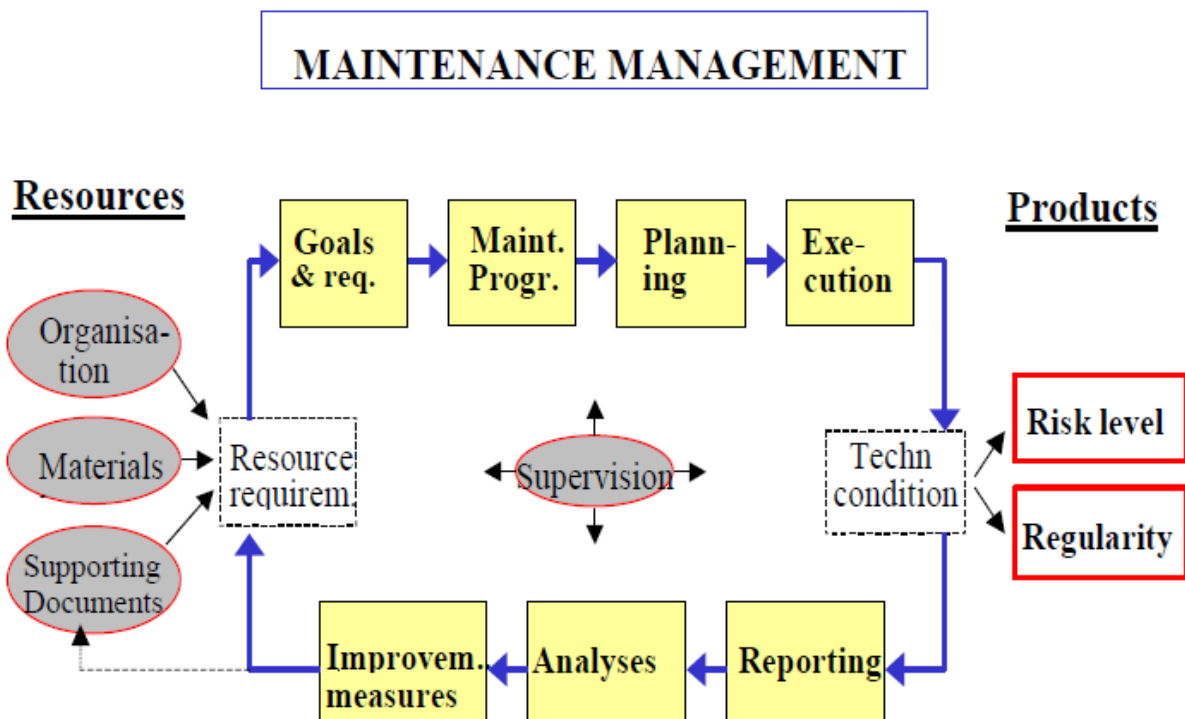 MAINTENANCE MANAGEMENT
Resources
Products
Goals
& req.
Maint.
Progr.
Plann-
ing
Exe-
cution
Organisa-
tion
Materials
Supporting
Documents
Resource
requirem.
Supervision
Techn
condition
Risk level
Regularity
Improvem..
measures
Analyses
Reporting